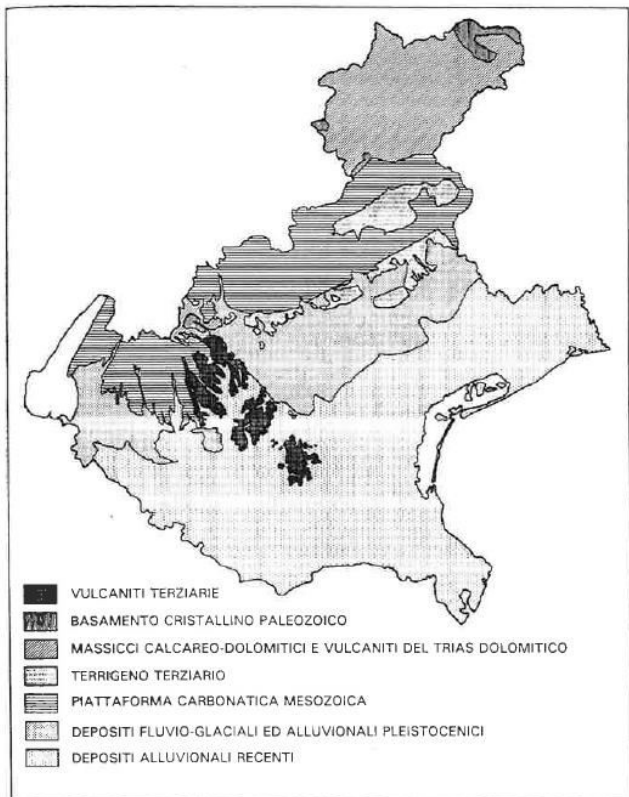 VULCANITI TERZIARIE
BASAMENTO CRISTALLINO PALEOZOICO
MASSICCI CALCAREO-DOLOMITICI E VULCANITI DEL TRIAS DOLOMITICO
TERRIGENO TERZIARIO
PIATTAFORMA CARBONATICA MESOZOICA
DEPOSITI FLUVIO-GLACIALI ED ALLUVIONALI PLEISTOCENICI
DEPOSITI ALLUVIONALI RECENTI